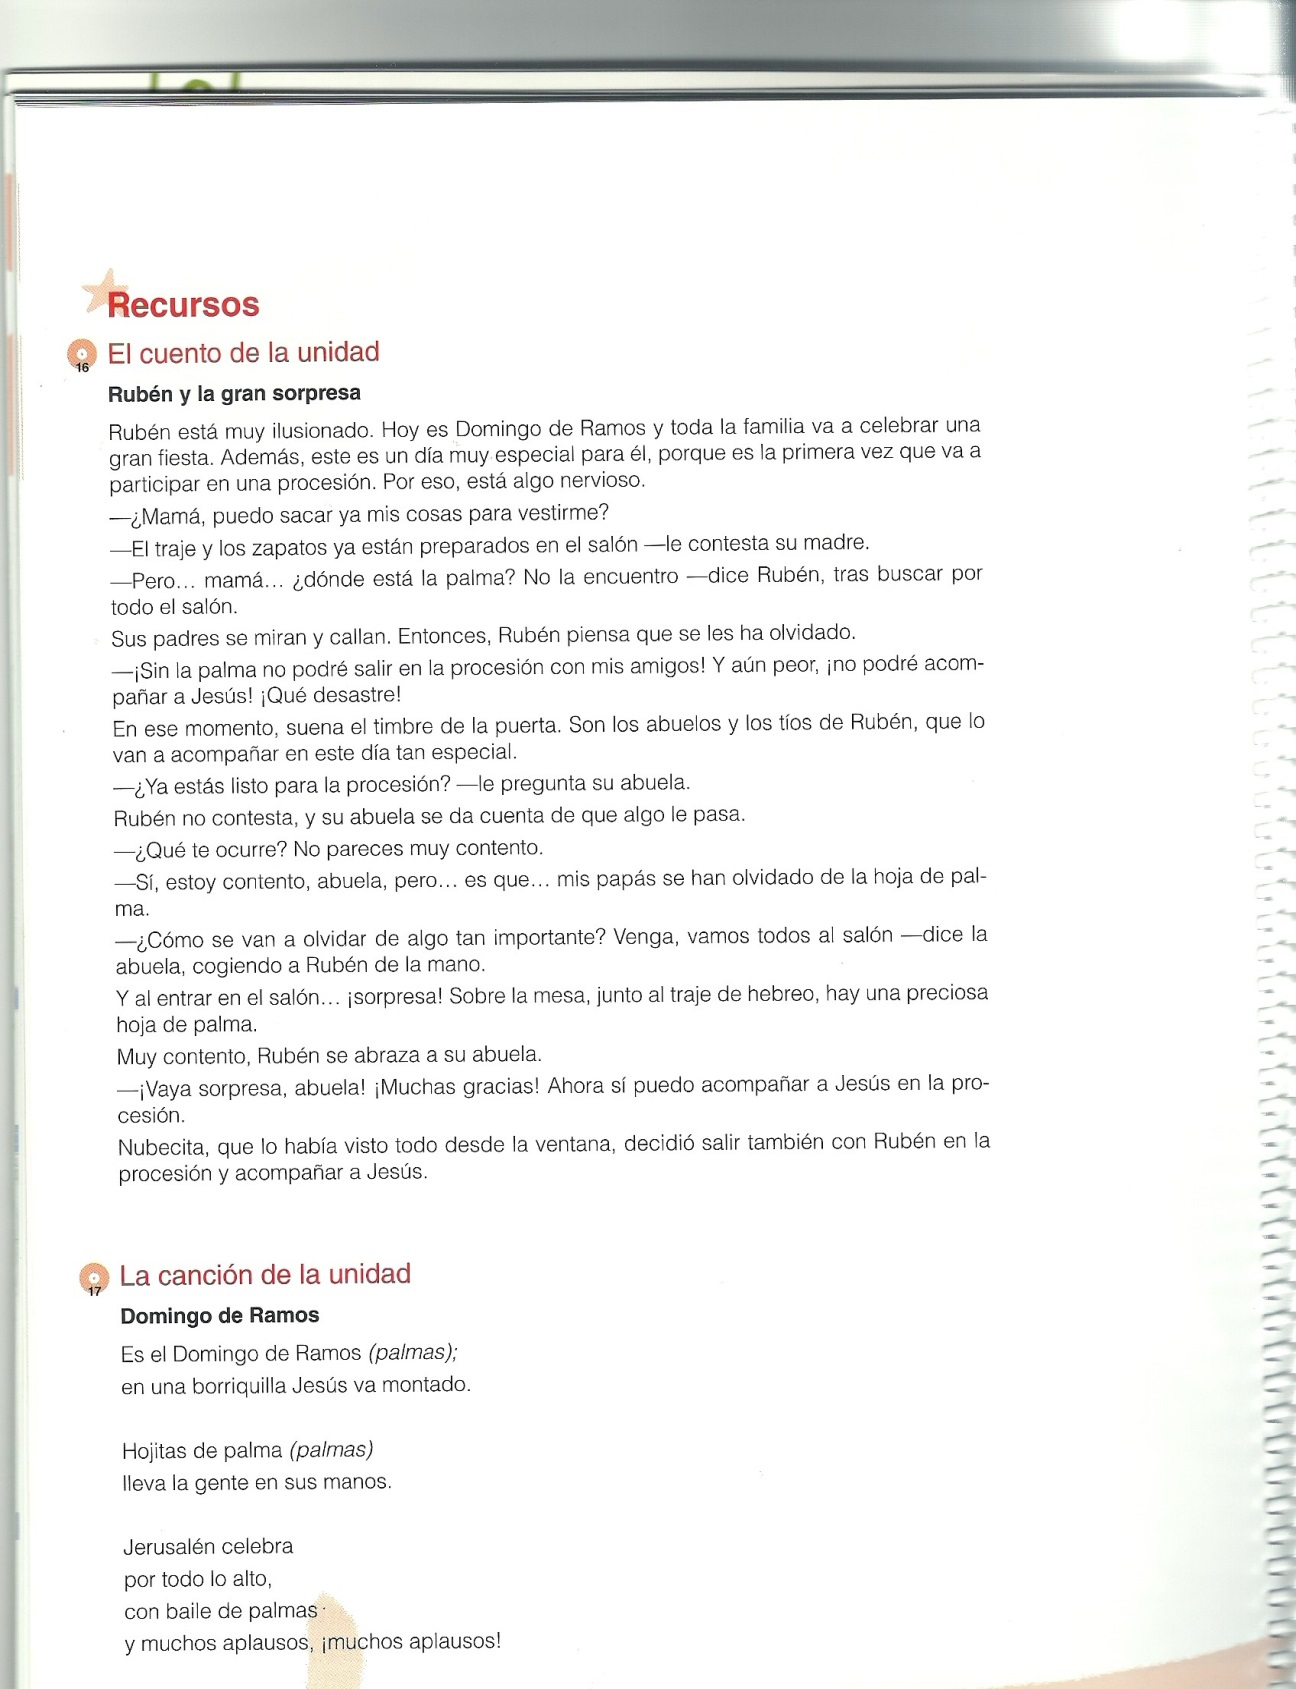 Recursos
16
El cuento de la unidad
Rubén y la gran sorpresa
Rubén está muy ilusionado. Hoy es Domingo de Ramos y toda la familia va a celebrar una
gran fiesta. Además, este es un día muy especial para él, porque es la primera vez que va a
participar en una procesión. Por eso, está algo nervioso.
—¿Mamá, puedo sacar ya mis cosas para vestirme?
—El traje y los zapatos ya están preparados en el salón —le contesta su madre.
—Pero... mamá... ¿dónde está la palma? No la encuentro —dice Rubén, tras buscar por
todo el salón.
Sus padres se miran y callan. Entonces, Rubén piensa que se les ha olvidado.
—¡Sin la palma no podré salir en la procesión con mis amigos! Y aún peor, ¡no podré acom-
pañar a Jesús! ¡Qué desastre!
En ese momento, suena el timbre de la puerta. Son los abuelos y los tíos de Rubén, que lo
van a acompañar en este día tan especial.
—¿Ya estás listo para la procesión? —le pregunta su abuela.
Rubén no contesta, y su abuela se da cuenta de que algo le pasa.
—¿Qué te ocurre? No pareces muy contento.
—Sí, estoy contento, abuela, pero... es que... mis papás se han olvidado de la hoja de pal-
ma.
—¿Cómo se van a olvidar de algo tan importante? Venga, vamos todos al salón —dice la
abuela, cogiendo a Rubén de la mano.
Y al entrar en el salón... ¡sorpresa! Sobre la mesa, junto al traje de hebreo, hay una preciosa
hoja de palma.
Muy contento, Rubén se abraza a su abuela.
—¡Vaya sorpresa, abuela! ¡Muchas gracias! Ahora sí puedo acompañar a Jesús en la pro-
cesión.
Nubecita, que lo había visto todo desde la ventana, decidió salir también con Rubén en la
procesión y acompañar a Jesús.
17
La canción de la unidad
Domingo de Ramos
Es el Domingo de Ramos (palmas);
en una borriquilla Jesús va montado.
Hojitas de palma (palmas)
lleva la gente en sus manos.
Jerusalén celebra
por todo lo alto,
con baile de palmas
y muchos aplausos, ¡muchos aplausos!